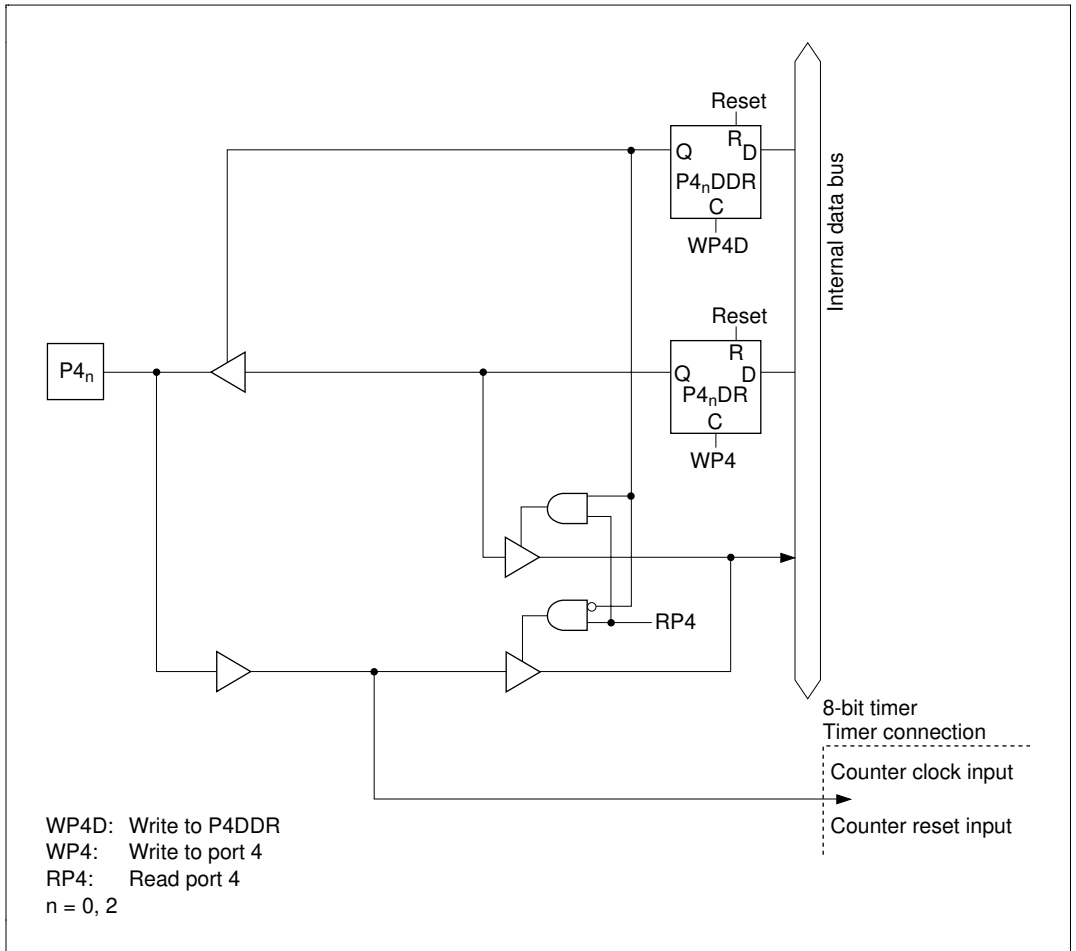 Reset
R
Q D
P4nDDR
C
WP4D
Internal data bus
Reset
R
P4n
Q D
P4nDR
C
WP4
RP4
8-bit timer
Timer connection
Counter clock input
Counter reset input
WP4D: Write to P4DDR
WP4: Write to port 4
RP4: Read port 4
n = 0, 2